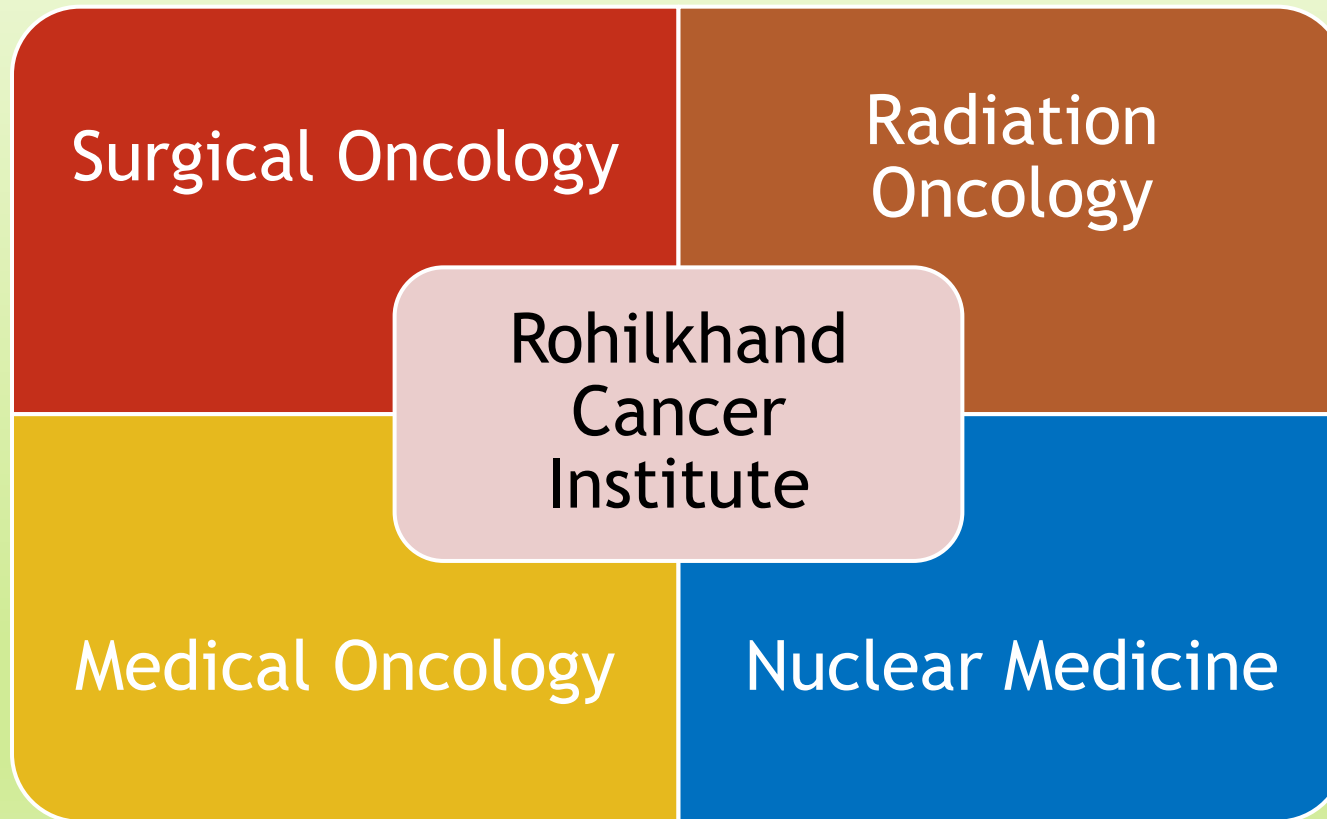 Surgical Oncology
Radiation
Oncology
Rohilkhand
Cancer
Institute
Medical Oncology
Nuclear Medicine